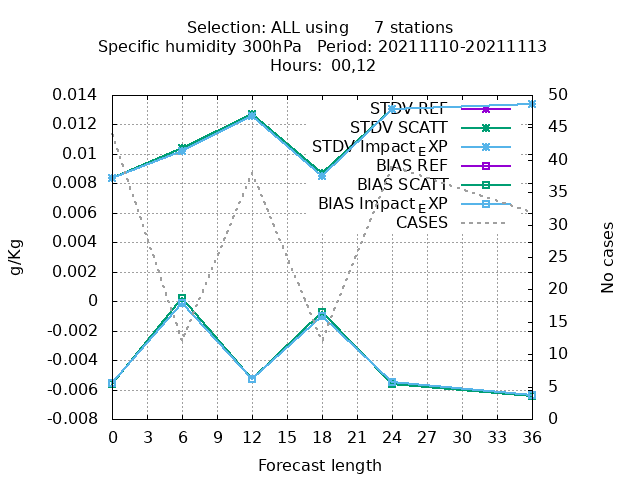 Selection: ALL using     7 stations
Specific humidity 300hPa   Period: 20211110-20211113
Hours: 00,12
0.014
0.012
0.01
0.008
0.006
0.004
0.002
0
-0.002
-0.004
-0.006
-0.008
g/Kg
STDV REF
STDV SCATT
STDV Impact_EXP
BIAS REF
BIAS SCATT
BIAS Impact_EXP
CASES
50
45
40
35
30
25
20
15
10
5
0
No cases
0 3 6 9 12 15 18 21 24 27 30 33 36
Forecast length